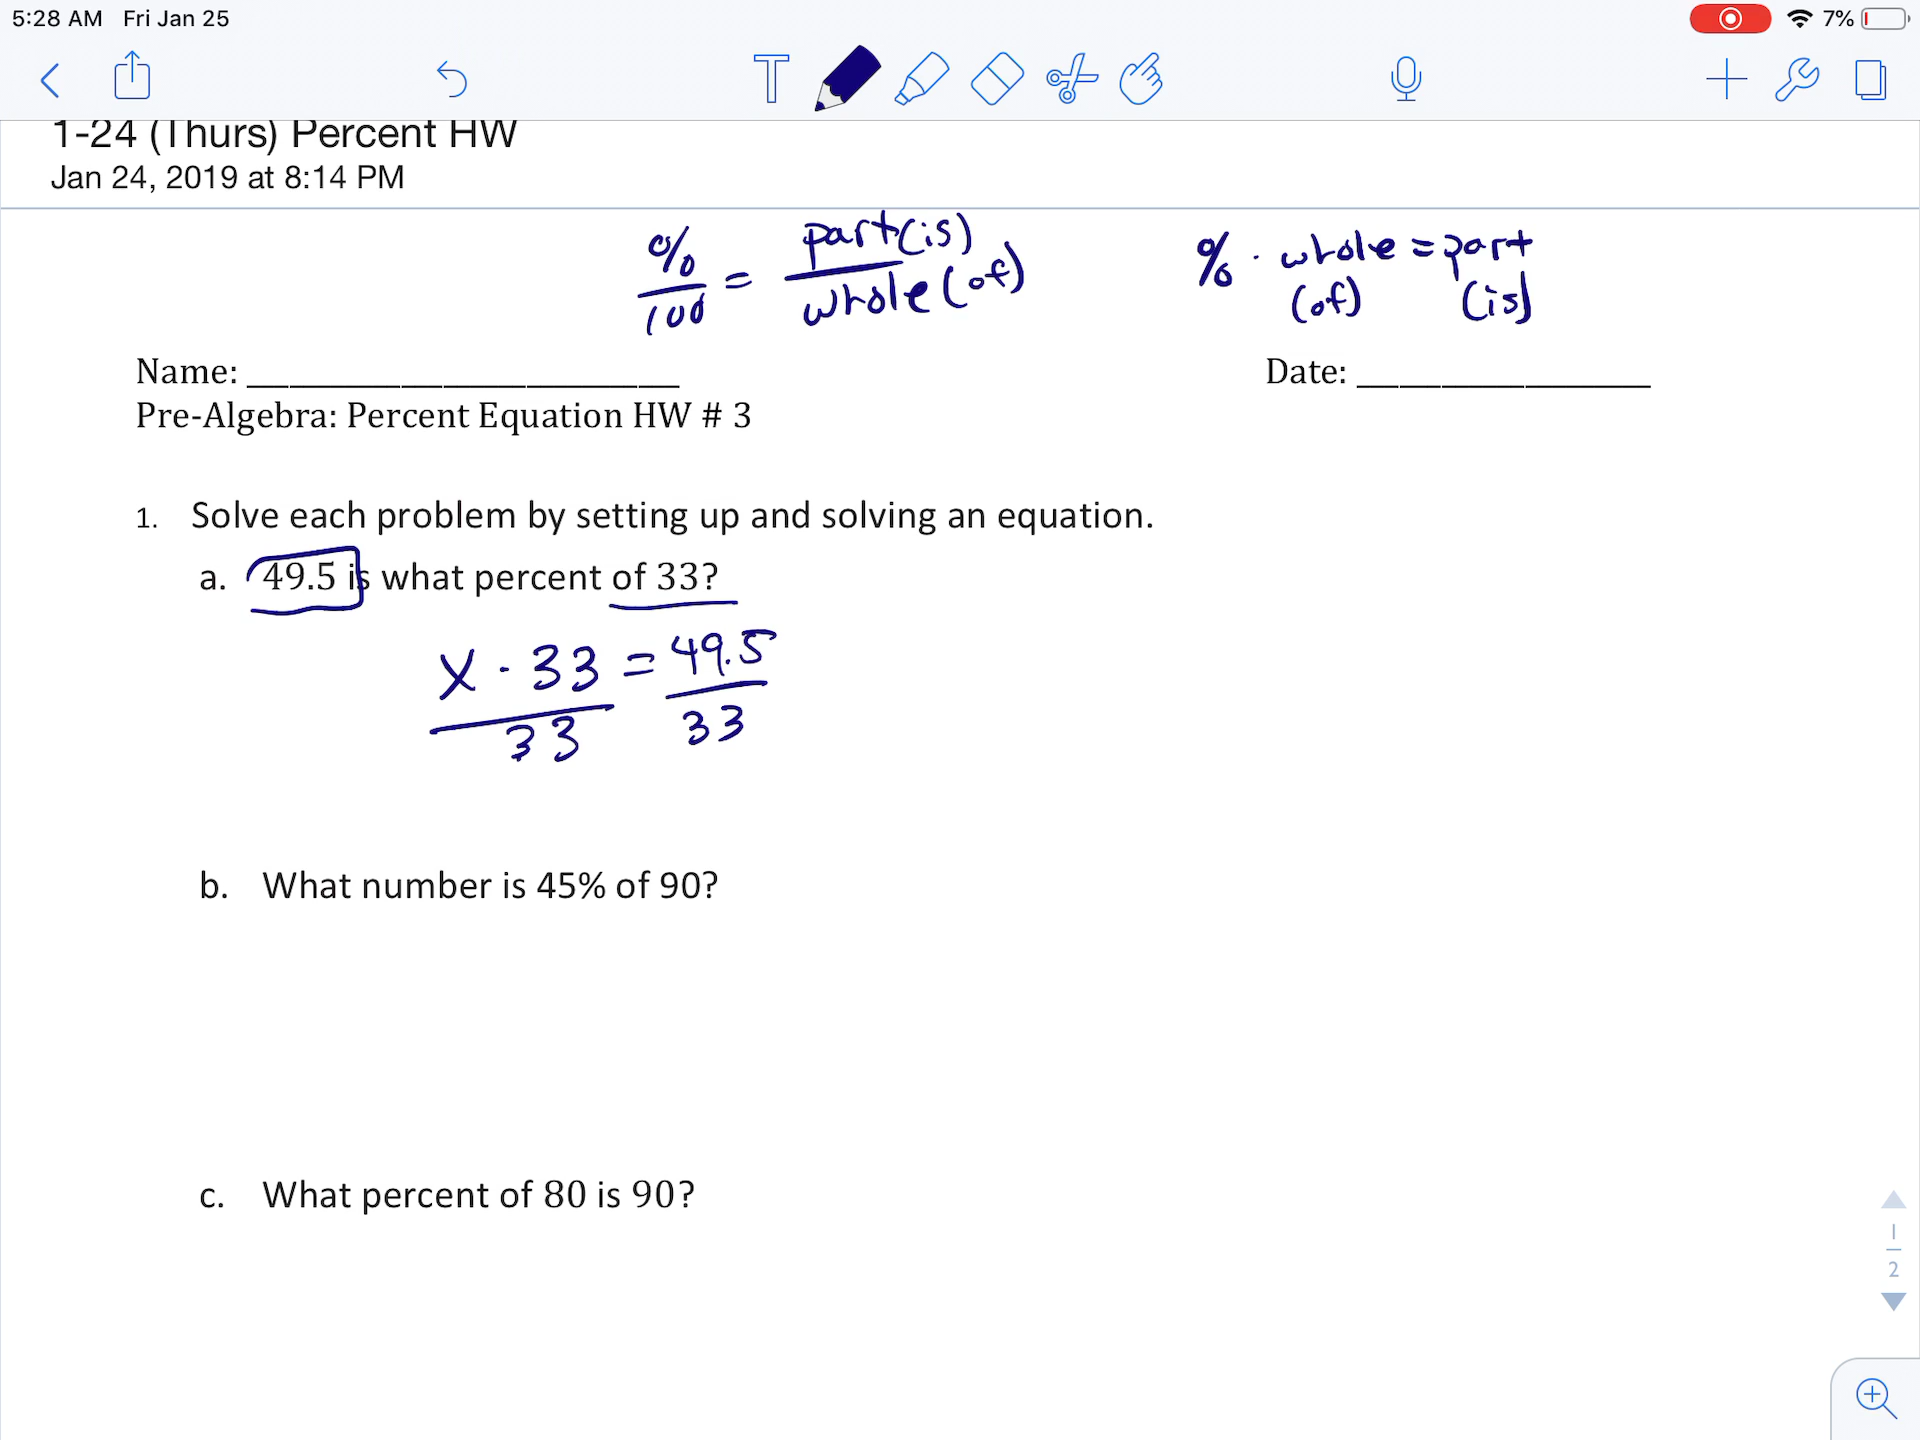 5:28 AM Fri Jan 25
7%
T
1-24 (Thurs) Percent HW
Jan 24, 2019 at 8:14 PM
%/100 = part(is)/whole(of)
% · whole = part
(of) (is)
Name: ____________________
Date: ______________
Pre-Algebra: Percent Equation HW # 3
1. Solve each problem by setting up and solving an equation.
a. 49.5 is what percent of 33?
x · 33 = 49.5
33 33
b. What number is 45% of 90?
c. What percent of 80 is 90?
1
2